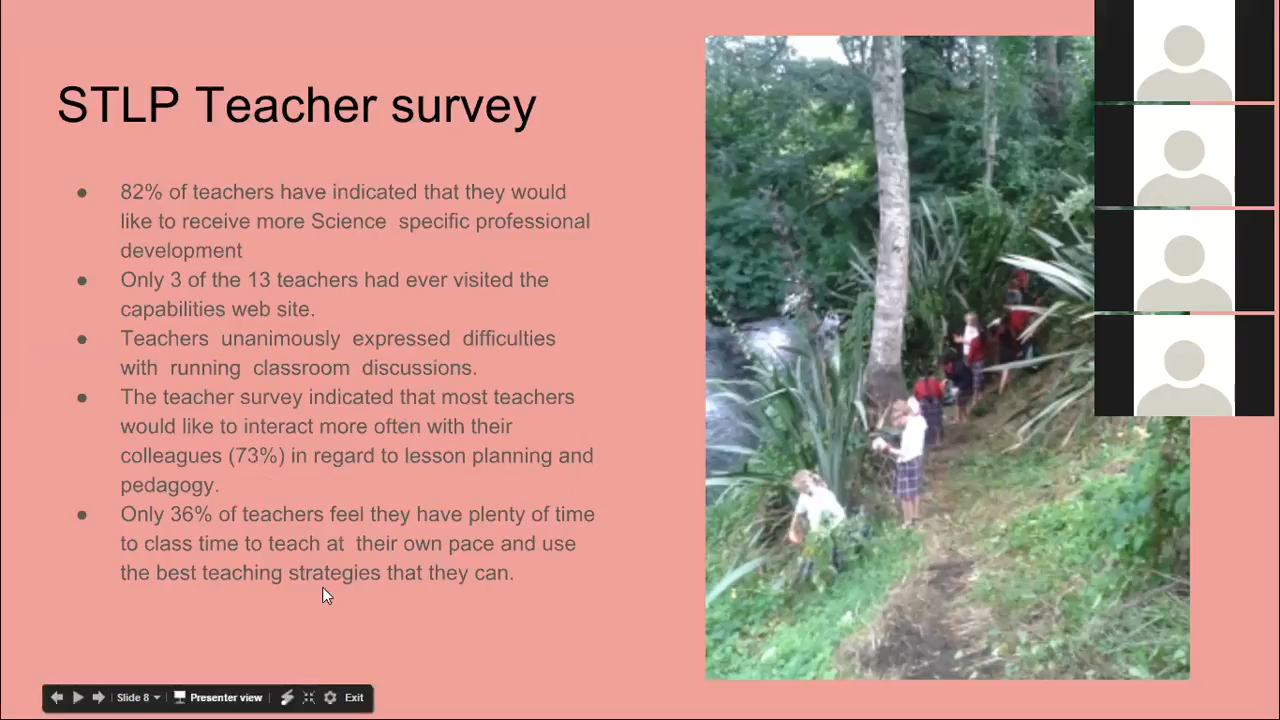 STLP Teacher survey
● 82% of teachers have indicated that they would
like to receive more Science specific professional
development
● Only 3 of the 13 teachers had ever visited the
capabilities web site.
● Teachers unanimously expressed difficulties
with running classroom discussions.
● The teacher survey indicated that most teachers
would like to interact more often with their
colleagues (73%) in regard to lesson planning and
pedagogy.
● Only 36% of teachers feel they have plenty of time
to class time to teach at their own pace and use
the best teaching strategies that they can.
Slide 8 Presenter view Exit